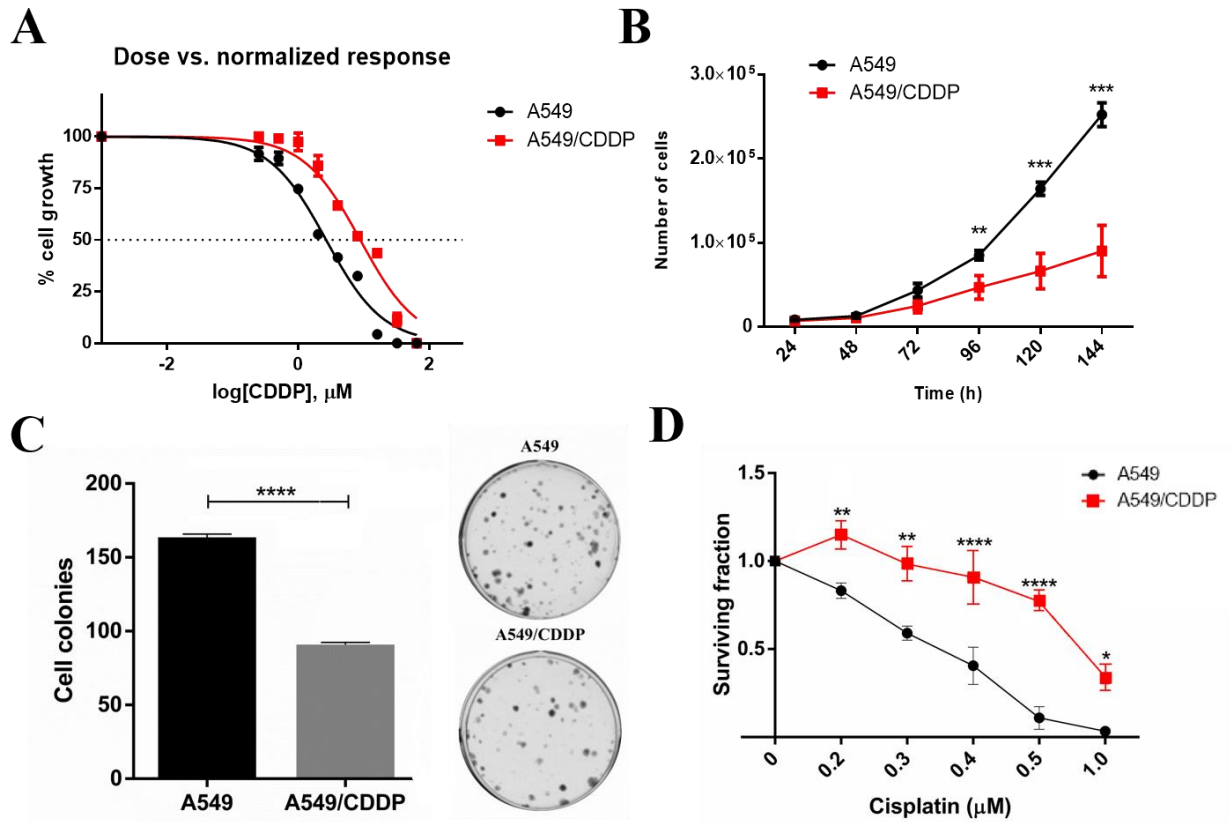 A
Dose vs. normalized response
A549
A549/CDDP
% cell growth
100
75
50
25
0
-2
0
2
log[CDDP], μM
B
A549
A549/CDDP
Number of cells
3.0×10⁵
2.0×10⁵
1.0×10⁵
0
**
***
***
24
48
72
96
120
144
Time (h)
C
Cell colonies
200
150
100
50
0
****
A549
A549/CDDP
A549
A549/CDDP
D
A549
A549/CDDP
Surviving fraction
1.5
1.0
0.5
**
**
****
****
*
0
0.2
0.3
0.4
0.5
1.0
Cisplatin (μM)